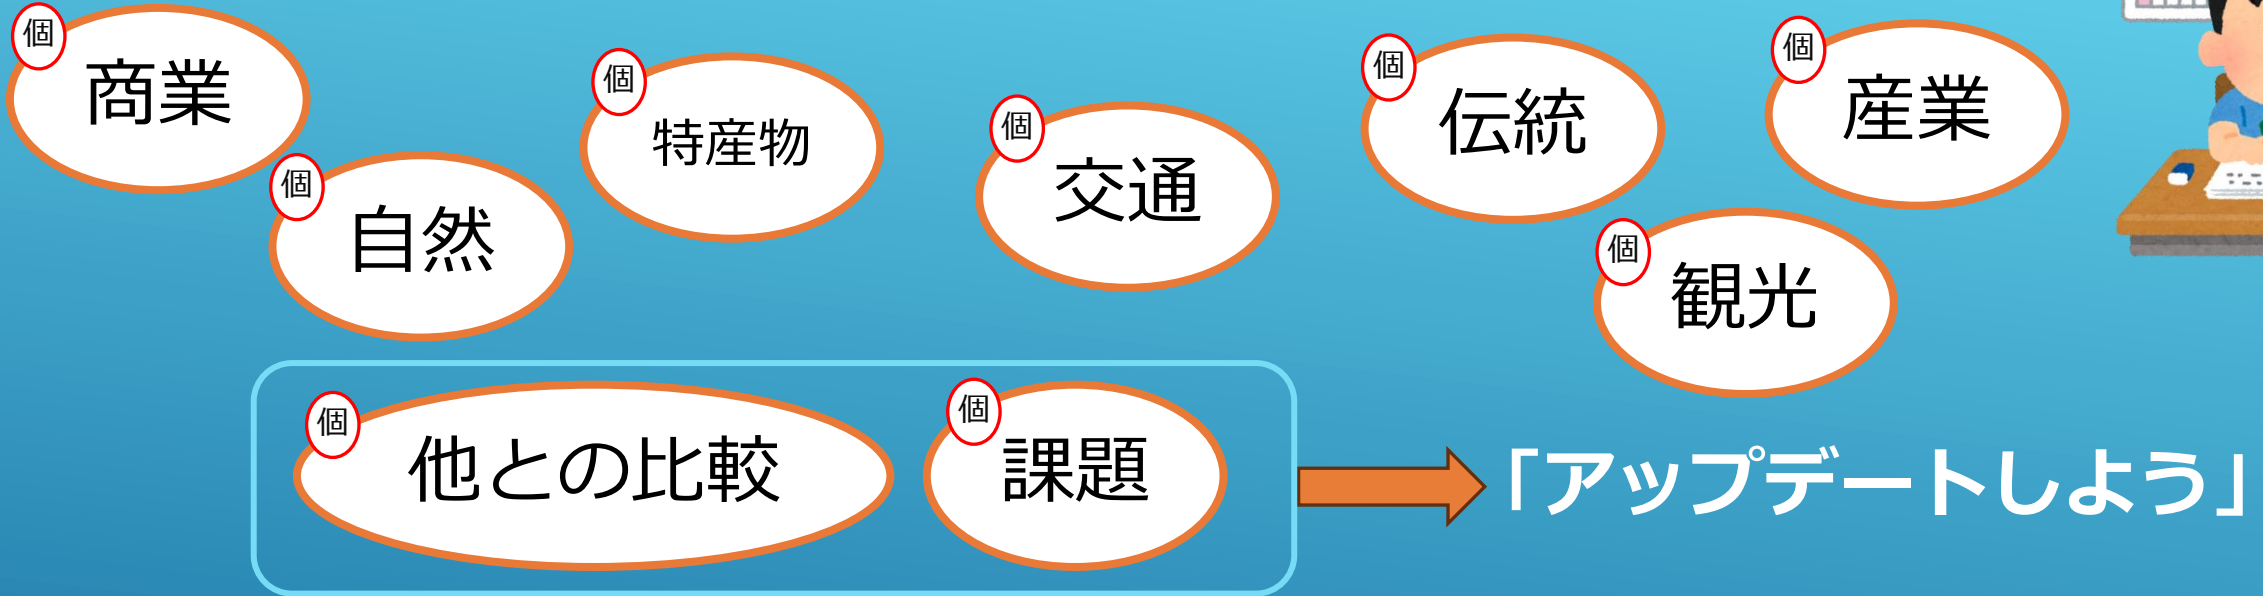 個
商業
個
自然
個
特産物
個
交通
個
伝統
個
産業
個
観光
個
他との比較
個
課題
「アップデートしよう」